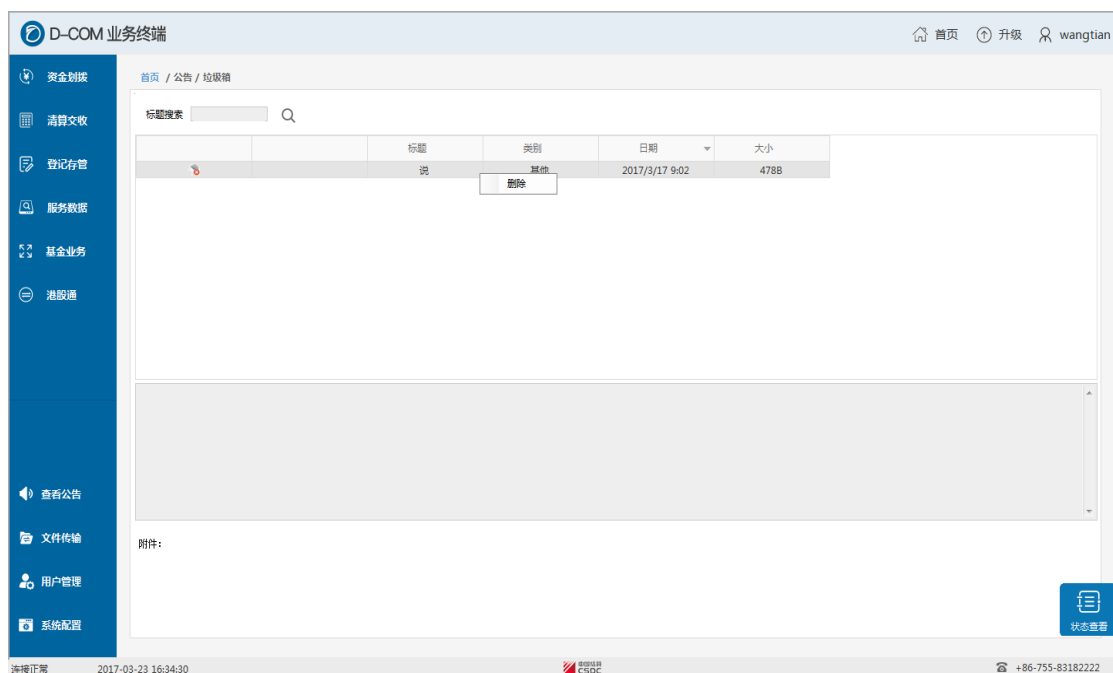 D-COM 业务终端
首页 升级 wangtian
资金划拨
清算交收
登记存管
服务数据
基金业务
港股通
查看公告
文件传输
用户管理
系统配置
首页 / 公告 / 垃圾箱
标题搜索
标题 类别 日期 大小
说 其他 2017/3/17 9:02 478B
删除
附件：
状态查看
连接正常 2017-03-23 16:34:30 中国结算 CSDC +86-755-83182222